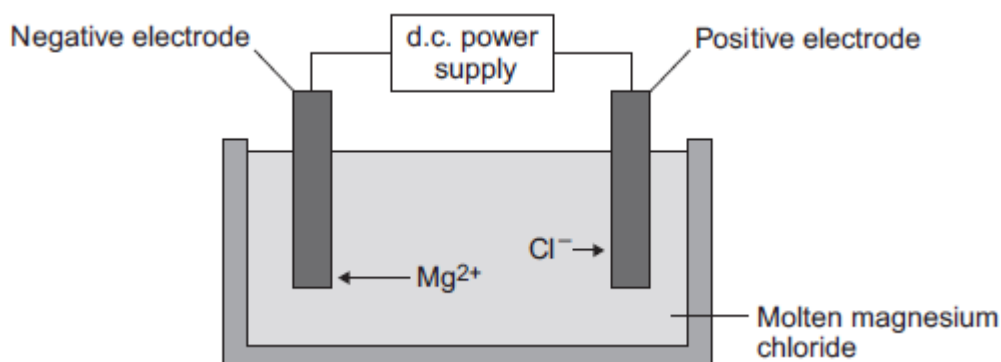 Negative electrode
d.c. power
supply
Positive electrode
Cl⁻
Mg²⁺
Molten magnesium
chloride